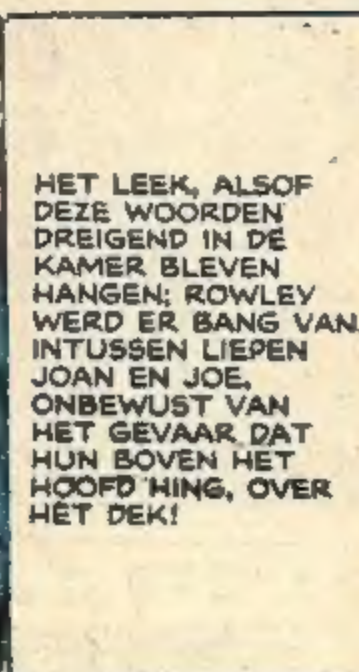 HET LEEK, ALSOF
DEZE WOORDEN
DREIGEND IN DE
KAMER BLEVEN
HANGEN; ROWLEY
WERD ER BANG VAN.
INTUSSEN LIEPEN
JOAN EN JOE,
ONBEWUST VAN
HET GEVAAR DAT
HUN BOVEN HET
HOOFD HING, OVER
HET DEK!